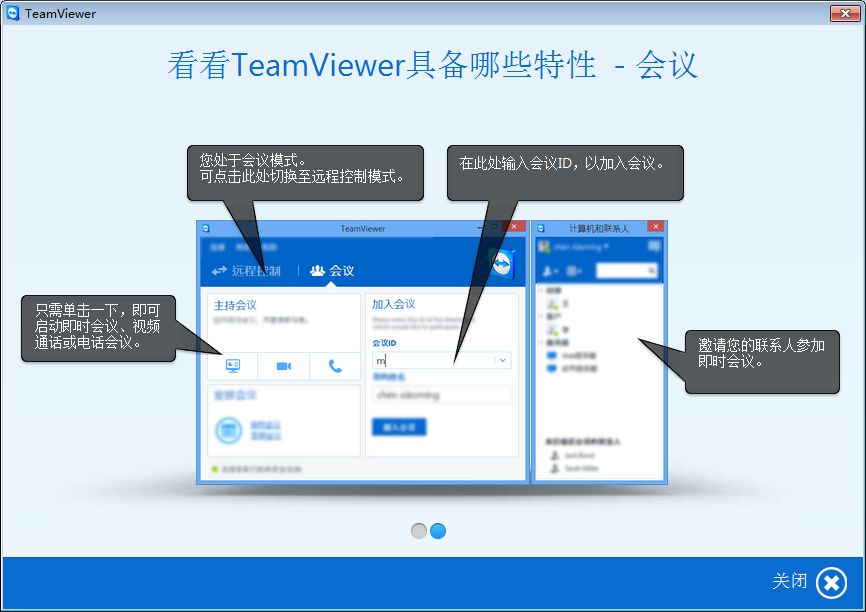 TeamViewer
看看TeamViewer具备哪些特性 - 会议
您处于会议模式。
可点击此处切换至远程控制模式。
在此处输入会议ID，以加入会议。
TeamViewer
计算机和联系人
远程控制
会议
只需单击一下，即可
启动即时会议、视频
通话或电话会议。
主持会议
加入会议
会议ID
m
chén xiǎomíng
加入会议
安排会议
邀请您的联系人参加
即时会议。
关闭